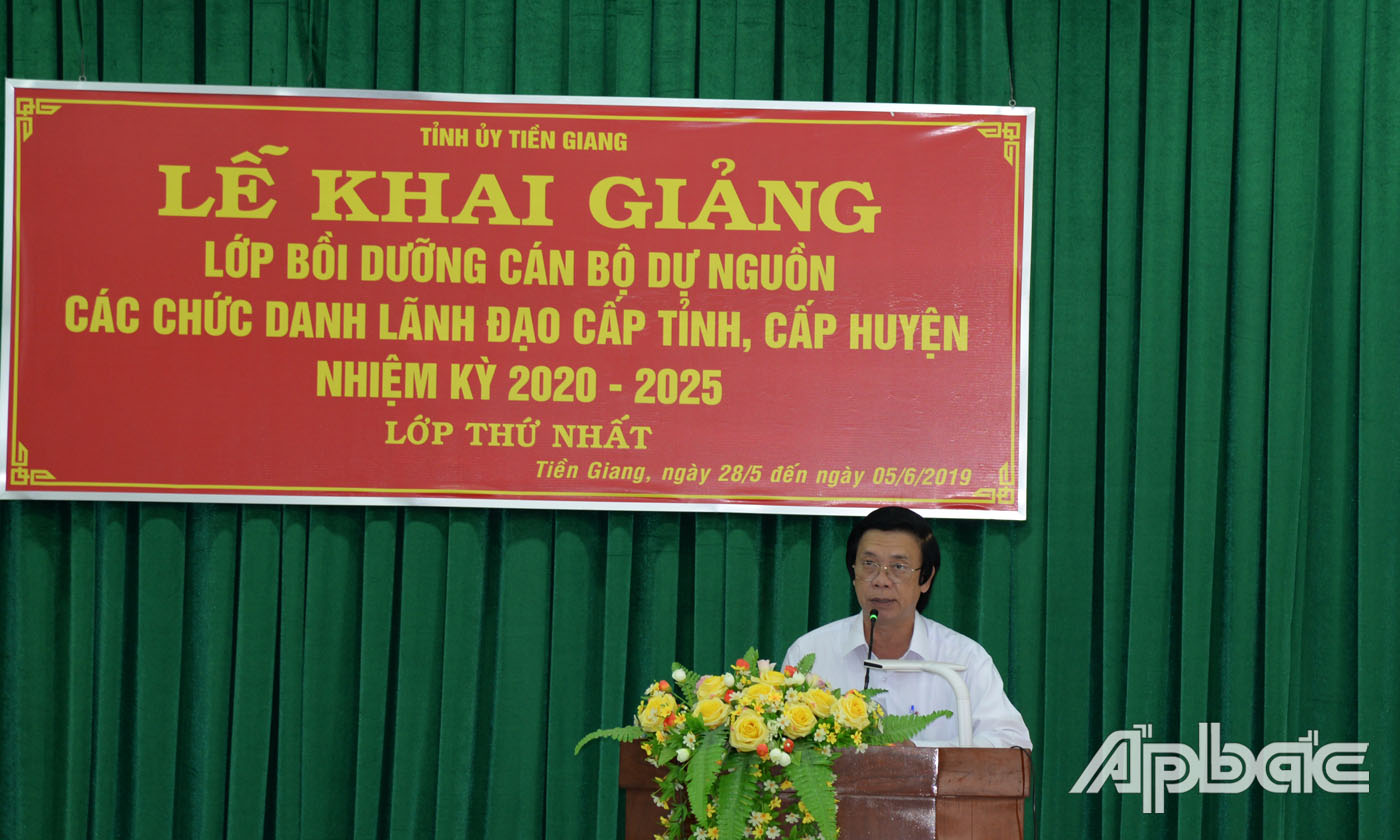 TỈNH ỦY TIỀN GIANG
LỄ KHAI GIẢNG
LỚP BỒI DƯỠNG CÁN BỘ DỰ NGUỒN
CÁC CHỨC DANH LÃNH ĐẠO CẤP TỈNH, CẤP HUYỆN
NHIỆM KỲ 2020 - 2025
LỚP THỨ NHẤT
Tiền Giang, ngày 28/5 đến ngày 05/6/2019
Ấpbắc